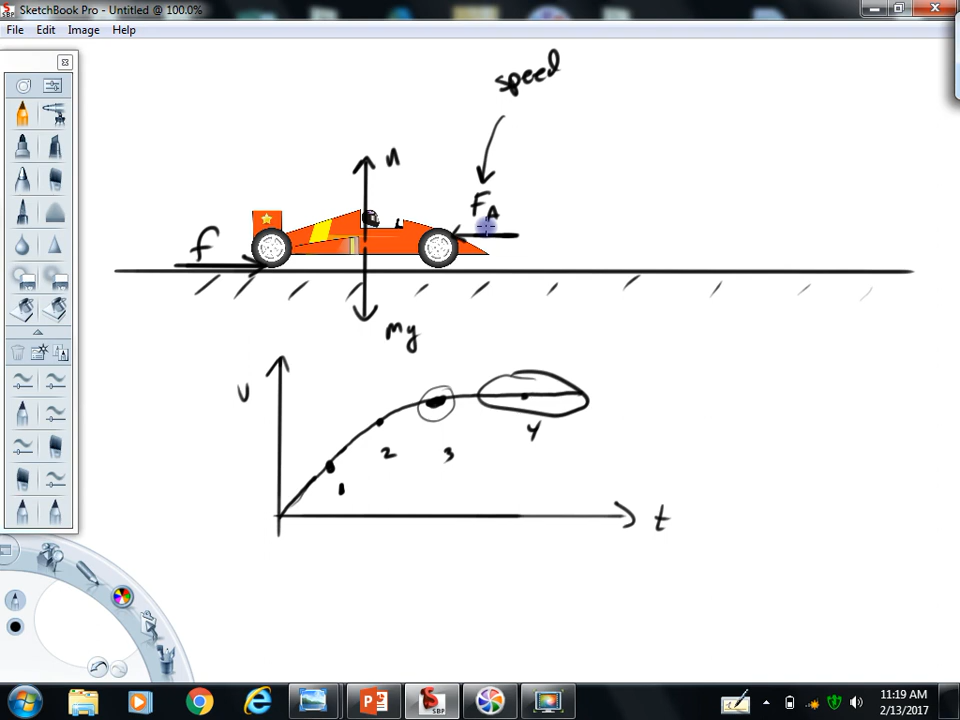 SketchBook Pro - Untitled @ 100.0%
File Edit Image Help
speed
n
FA
f
mg
v
1
2
3
4
t
SBP
11:19 AM
2/13/2017